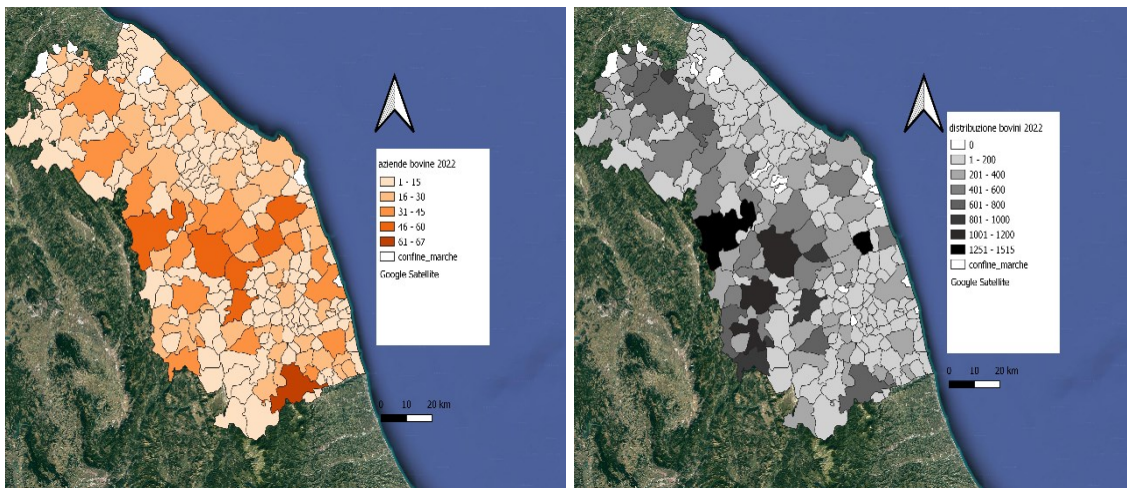 aziende bovine 2022
1 - 15
16 - 30
31 - 45
46 - 60
61 - 67
confine_marche
Google Satellite
0 10 20 km
distribuzione bovini 2022
0
1 - 200
201 - 400
401 - 600
601 - 800
801 - 1000
1001 - 1200
1251 - 1515
confine_marche
Google Satellite
0 10 20 km